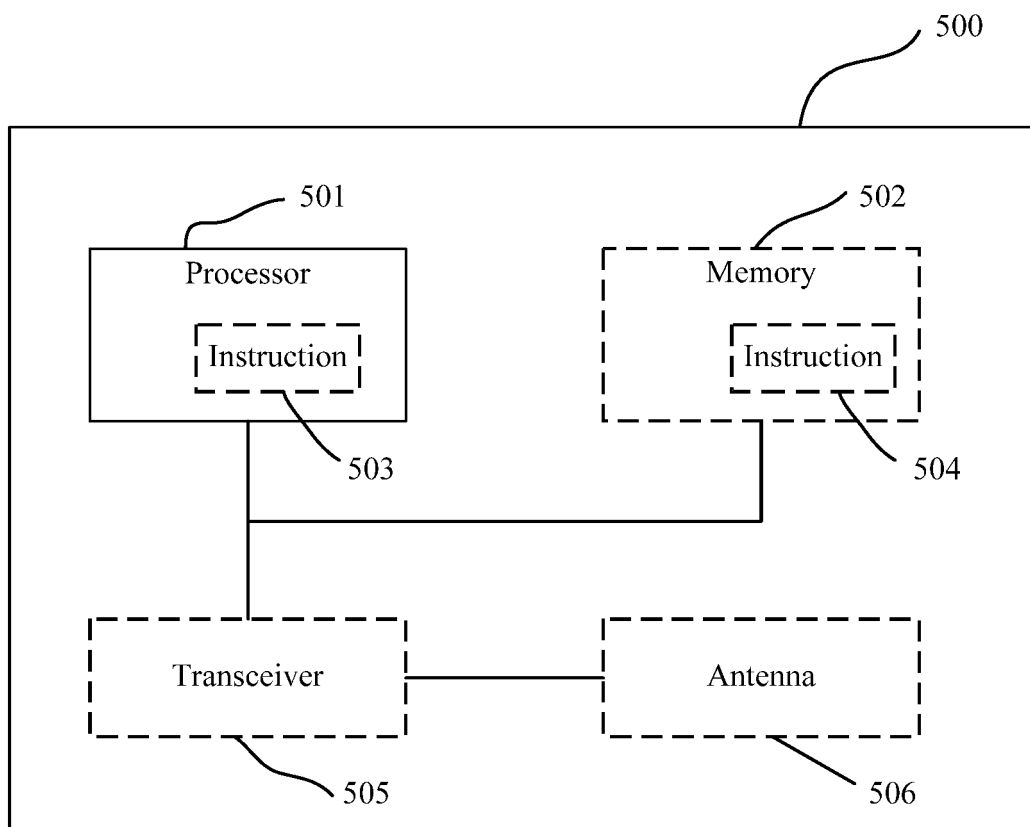 500
501
502
Processor
Memory
Instruction
Instruction
503
504
Transceiver
Antenna
505
506